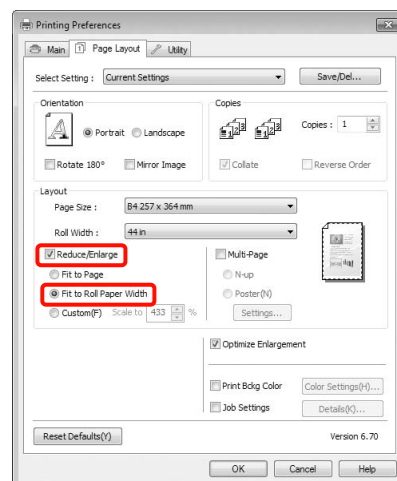 Printing Preferences
Main Page Layout Utility
Select Setting : Current Settings Save/Del...
Orientation Copies
A Portrait Landscape Copies : 1
Rotate 180° Mirror Image Collate Reverse Order
Layout
Page Size : B4 257 x 364 mm
Roll Width : 44 in
Reduce/Enlarge Multi-Page
Fit to Page N-up
Fit to Roll Paper Width Poster(N)
Custom(F) Scale to 433 % Settings...
Optimize Enlargement
Print Bckg Color Color Settings(H)...
Job Settings Details(K)...
Reset Defaults(Y) Version 6.70
OK Cancel Help